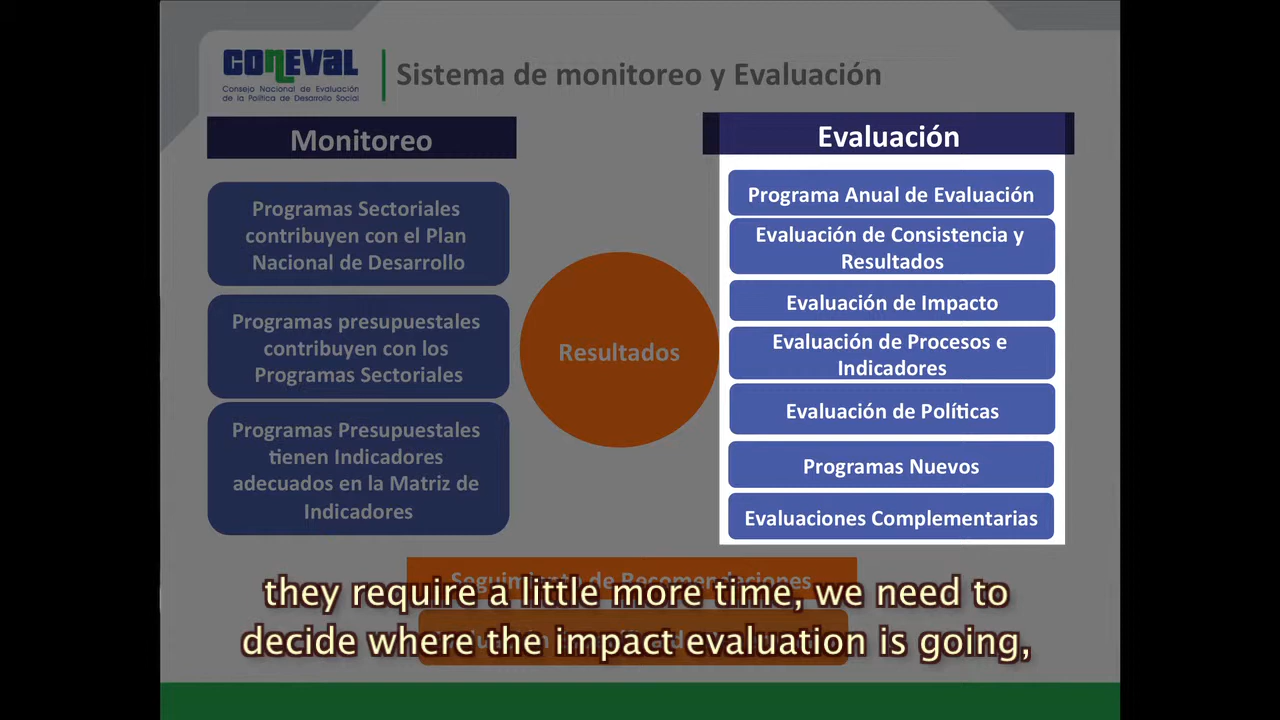 CONEVAL
Consejo Nacional de Evaluación
de la Política de Desarrollo Social
Sistema de monitoreo y Evaluación
Monitoreo
Programas Sectoriales
contribuyen con el Plan
Nacional de Desarrollo
Programas presupuestales
contribuyen con los
Programas Sectoriales
Programas Presupuestales
tienen Indicadores
adecuados en la Matriz de
Indicadores
Resultados
Evaluación
Programa Anual de Evaluación
Evaluación de Consistencia y
Resultados
Evaluación de Impacto
Evaluación de Procesos e
Indicadores
Evaluación de Políticas
Programas Nuevos
Evaluaciones Complementarias
Seguimiento de Recomendaciones
they require a little more time, we need to
decide where the impact evaluation is going,